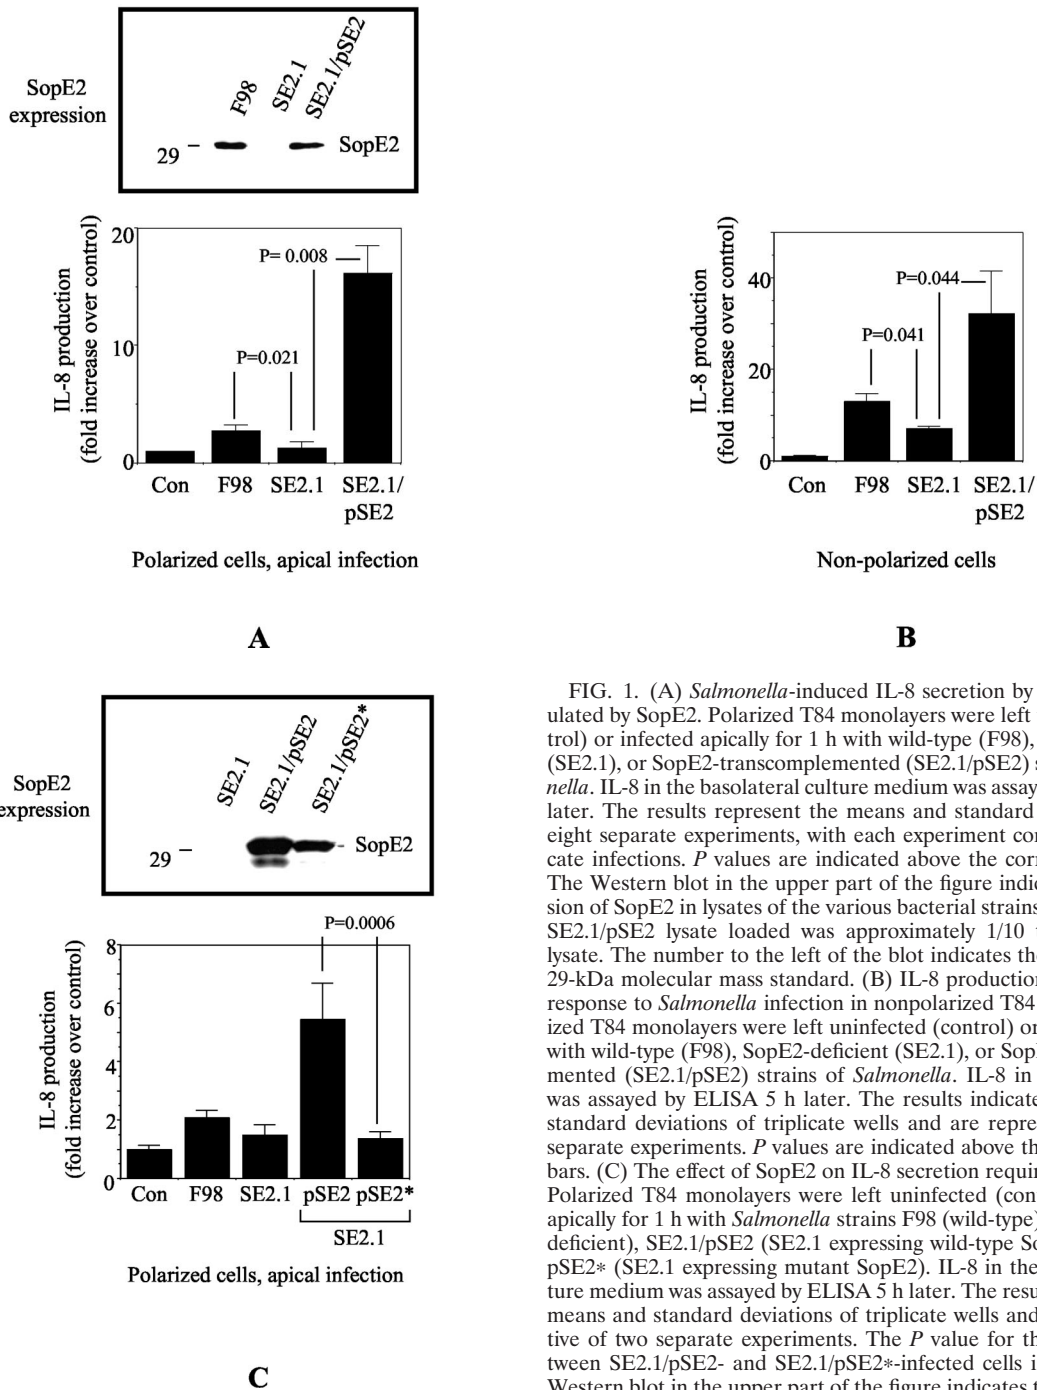 SopE2
expression
F98
SE2.1
SE2.1/pSE2
29
SopE2
IL-8 production
(fold increase over control)
20
10
0
P= 0.008
P=0.021
Con F98 SE2.1 SE2.1/
pSE2
Polarized cells, apical infection
A
IL-8 production
(fold increase over control)
40
20
0
P=0.044
P=0.041
Con F98 SE2.1 SE2.1/
pSE2
Non-polarized cells
B
SopE2
expression
SE2.1
SE2.1/pSE2
SE2.1/pSE2*
29
SopE2
IL-8 production
(fold increase over control)
8
6
4
2
0
P=0.0006
Con F98 SE2.1 pSE2 pSE2*
SE2.1
Polarized cells, apical infection
C
FIG. 1. (A) Salmonella-induced IL-8 secretion by
ulated by SopE2. Polarized T84 monolayers were left
trol) or infected apically for 1 h with wild-type (F98),
(SE2.1), or SopE2-transcomplemented (SE2.1/pSE2) s
nella. IL-8 in the basolateral culture medium was assay
later. The results represent the means and standard
eight separate experiments, with each experiment con
cate infections. P values are indicated above the corr
The Western blot in the upper part of the figure indic
sion of SopE2 in lysates of the various bacterial strains
SE2.1/pSE2 lysate loaded was approximately 1/10
lysate. The number to the left of the blot indicates the
29-kDa molecular mass standard. (B) IL-8 production
response to Salmonella infection in nonpolarized T84
ized T84 monolayers were left uninfected (control) or
with wild-type (F98), SopE2-deficient (SE2.1), or Sop
mented (SE2.1/pSE2) strains of Salmonella. IL-8 in
was assayed by ELISA 5 h later. The results indicate
standard deviations of triplicate wells and are repre
separate experiments. P values are indicated above th
bars. (C) The effect of SopE2 on IL-8 secretion requir
Polarized T84 monolayers were left uninfected (con
apically for 1 h with Salmonella strains F98 (wild-type)
deficient), SE2.1/pSE2 (SE2.1 expressing wild-type So
pSE2* (SE2.1 expressing mutant SopE2). IL-8 in the
ture medium was assayed by ELISA 5 h later. The resu
means and standard deviations of triplicate wells and
tive of two separate experiments. The P value for th
tween SE2.1/pSE2- and SE2.1/pSE2*-infected cells i
Western blot in the upper part of the figure indicates t